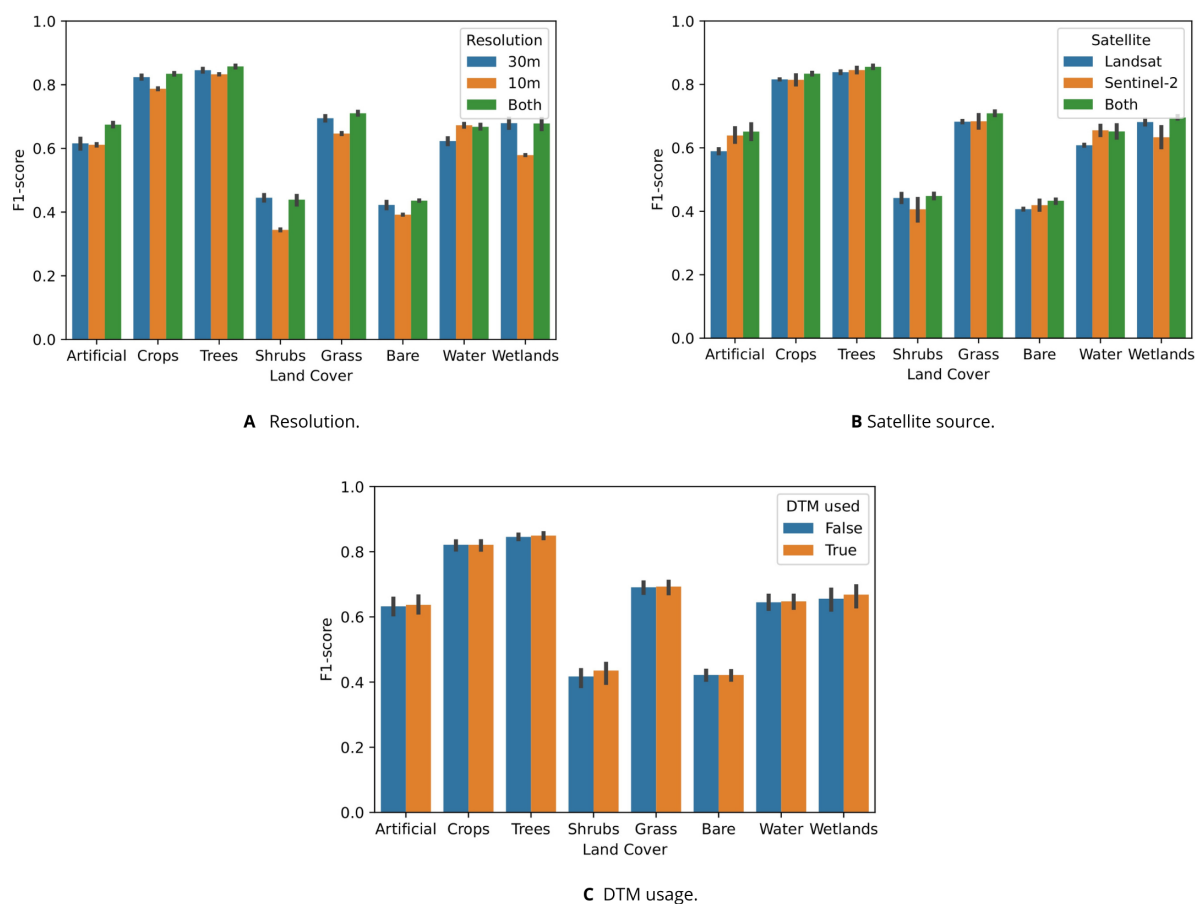 Resolution
30m
10m
Both
1.0
0.8
0.6
0.4
0.2
0.0
F1-score
Artificial Crops Trees Shrubs Grass Bare Water Wetlands
Land Cover
A Resolution.
Satellite
Landsat
Sentinel-2
Both
1.0
0.8
0.6
0.4
0.2
0.0
F1-score
Artificial Crops Trees Shrubs Grass Bare Water Wetlands
Land Cover
B Satellite source.
DTM used
False
True
1.0
0.8
0.6
0.4
0.2
0.0
F1-score
Artificial Crops Trees Shrubs Grass Bare Water Wetlands
Land Cover
C DTM usage.